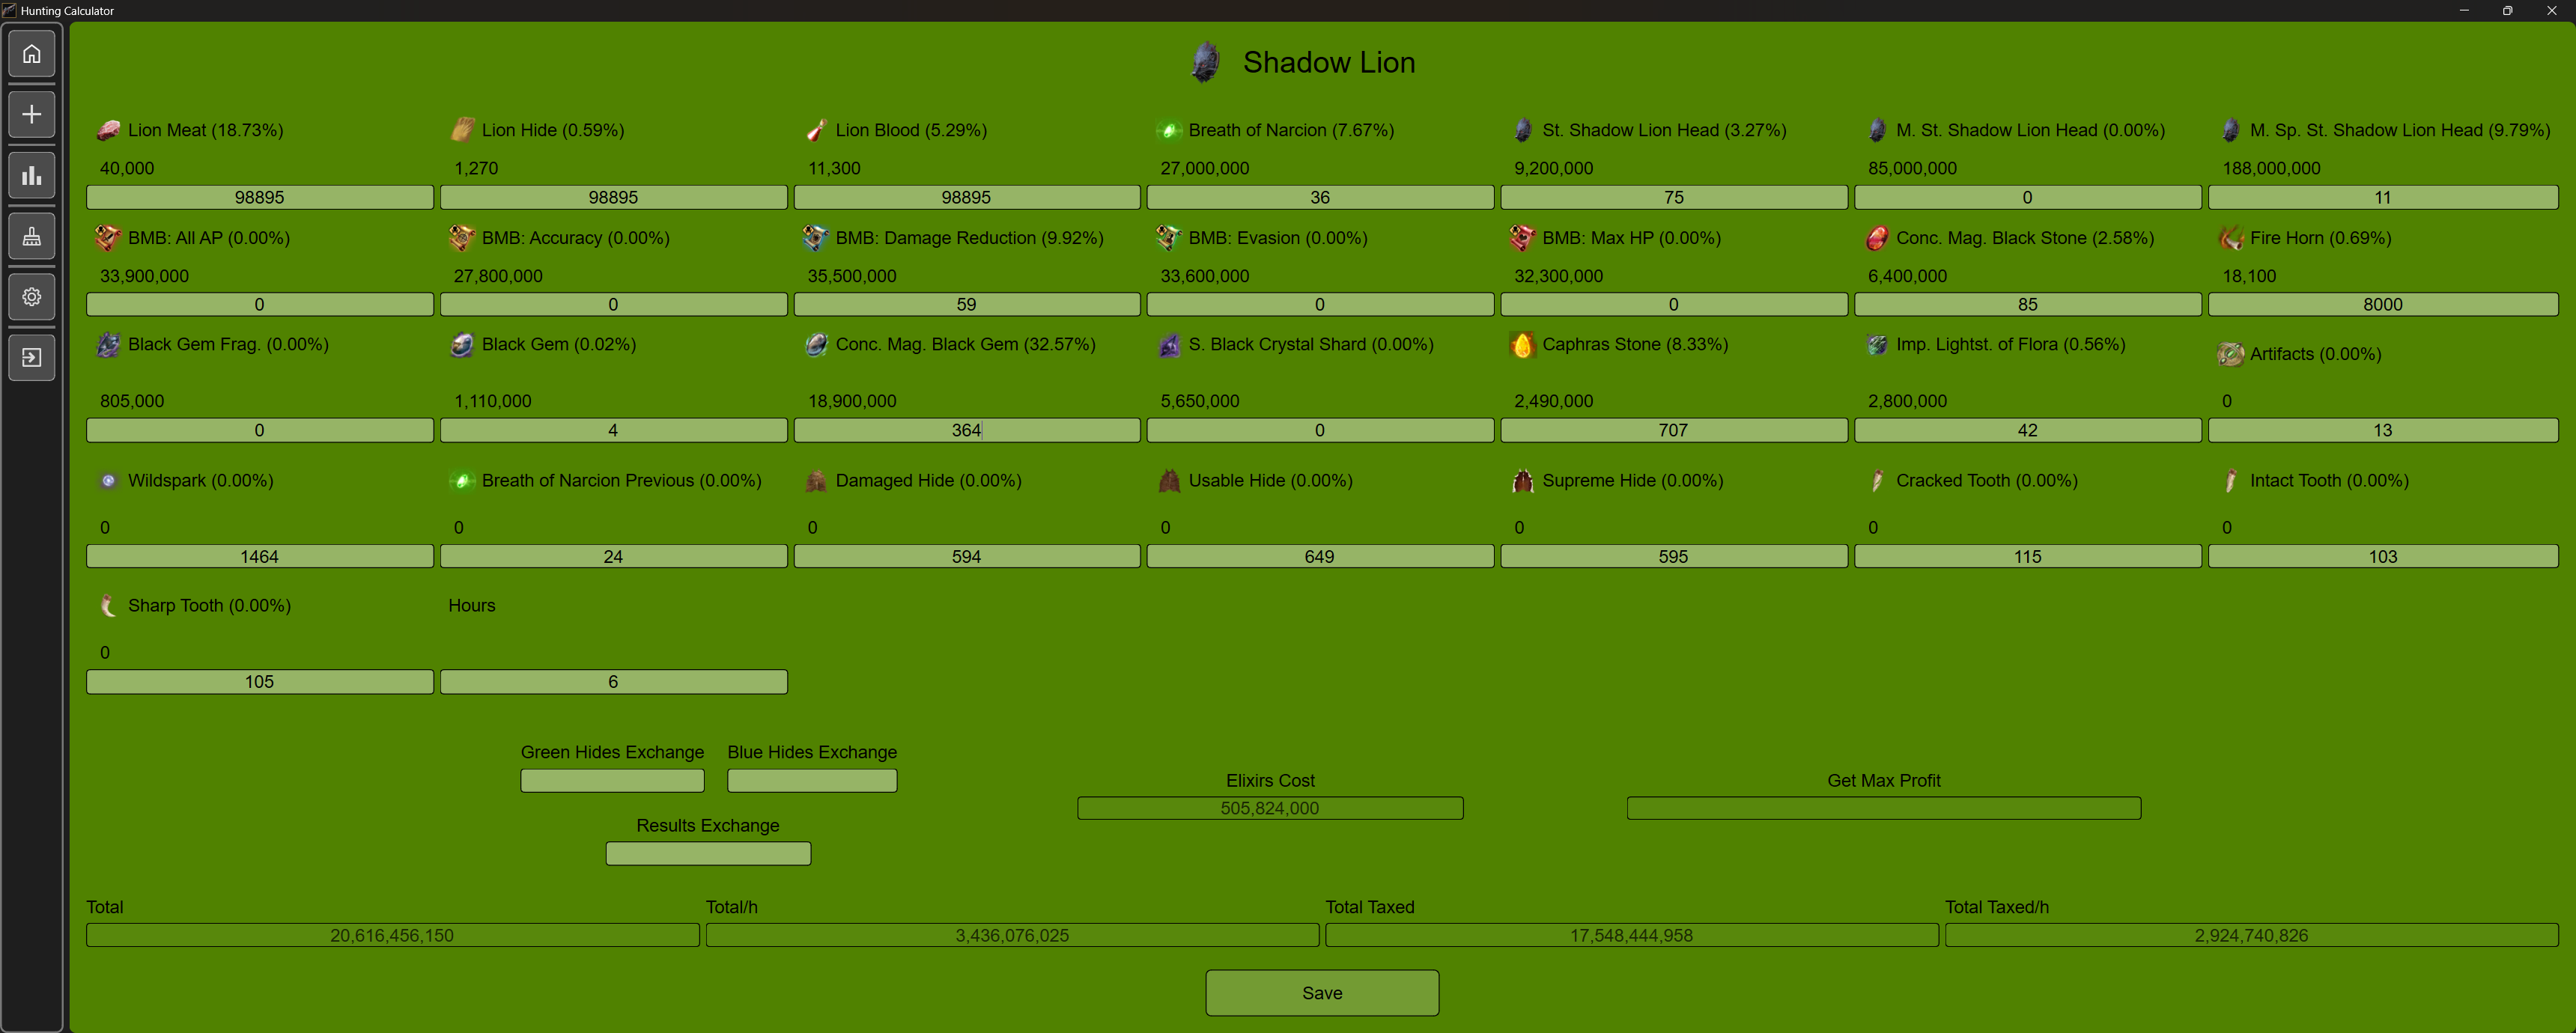 Hunting Calculator
Shadow Lion
Lion Meat (18.73%) Lion Hide (0.59%) Lion Blood (5.29%) Breath of Narcion (7.67%) St. Shadow Lion Head (3.27%) M. St. Shadow Lion Head (0.00%) M. Sp. St. Shadow Lion Head (9.79%)
40,000 1,270 11,300 27,000,000 9,200,000 85,000,000 188,000,000
98895 98895 98895 36 75 0 11
BMB: All AP (0.00%) BMB: Accuracy (0.00%) BMB: Damage Reduction (9.92%) BMB: Evasion (0.00%) BMB: Max HP (0.00%) Conc. Mag. Black Stone (2.58%) Fire Horn (0.69%)
33,900,000 27,800,000 35,500,000 33,600,000 32,300,000 6,400,000 18,100
0 0 59 0 0 85 8000
Black Gem Frag. (0.00%) Black Gem (0.02%) Conc. Mag. Black Gem (32.57%) S. Black Crystal Shard (0.00%) Caphras Stone (8.33%) Imp. Lightst. of Flora (0.56%) Artifacts (0.00%)
805,000 1,110,000 18,900,000 5,650,000 2,490,000 2,800,000 0
0 4 364 0 707 42 13
Wildspark (0.00%) Breath of Narcion Previous (0.00%) Damaged Hide (0.00%) Usable Hide (0.00%) Supreme Hide (0.00%) Cracked Tooth (0.00%) Intact Tooth (0.00%)
0 0 0 0 0 0 0
1464 24 594 649 595 115 103
Sharp Tooth (0.00%) Hours
0
105 6
Green Hides Exchange Blue Hides Exchange
Elixirs Cost Get Max Profit
505,824,000
Results Exchange
Total Total/h Total Taxed Total Taxed/h
20,616,456,150 3,436,076,025 17,548,444,958 2,924,740,826
Save